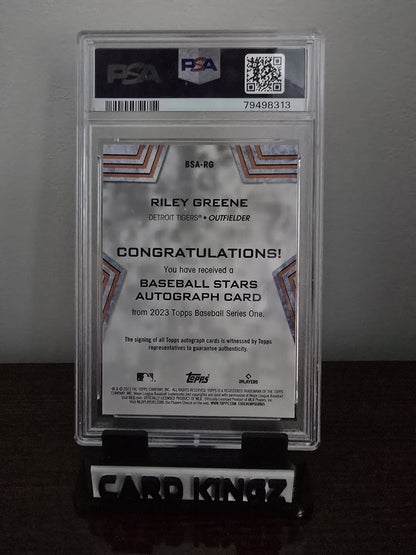 PSA
PSA
79498313
BSA-RG
RILEY GREENE
DETROIT TIGERS® • OUTFIELDER
CONGRATULATIONS!
You have received a
BASEBALL STARS
AUTOGRAPH CARD
from 2023 Topps Baseball Series One.
The signing of all Topps autograph cards is witnessed by Topps
representatives to guarantee authenticity.
Topps
PLAYERS
CARD KINGZ